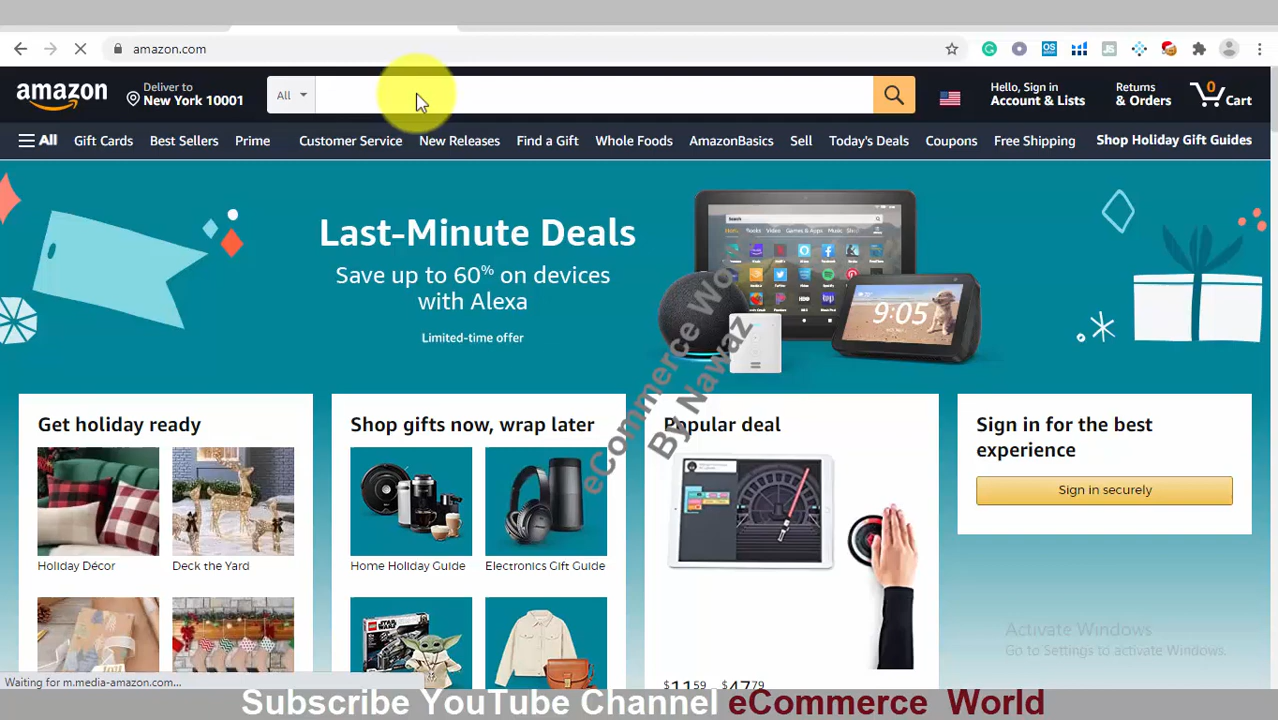 amazon.com
amazon
Deliver to
New York 10001
All
Hello, Sign in
Account & Lists
Returns
& Orders
0
Cart
All
Gift Cards
Best Sellers
Prime
Customer Service
New Releases
Find a Gift
Whole Foods
AmazonBasics
Sell
Today's Deals
Coupons
Free Shipping
Shop Holiday Gift Guides
Last-Minute Deals
Save up to 60% on devices
with Alexa
Limited-time offer
9:05
eCommerce Wo
By Nawaz
Get holiday ready
Holiday Décor
Deck the Yard
Shop gifts now, wrap later
Home Holiday Guide
Electronics Gift Guide
Popular deal
Sign in for the best
experience
Sign in securely
Activate Windows
Go to Settings to activate Windows.
Waiting for m.media-amazon.com...
Subscribe YouTube Channel eCommerce World